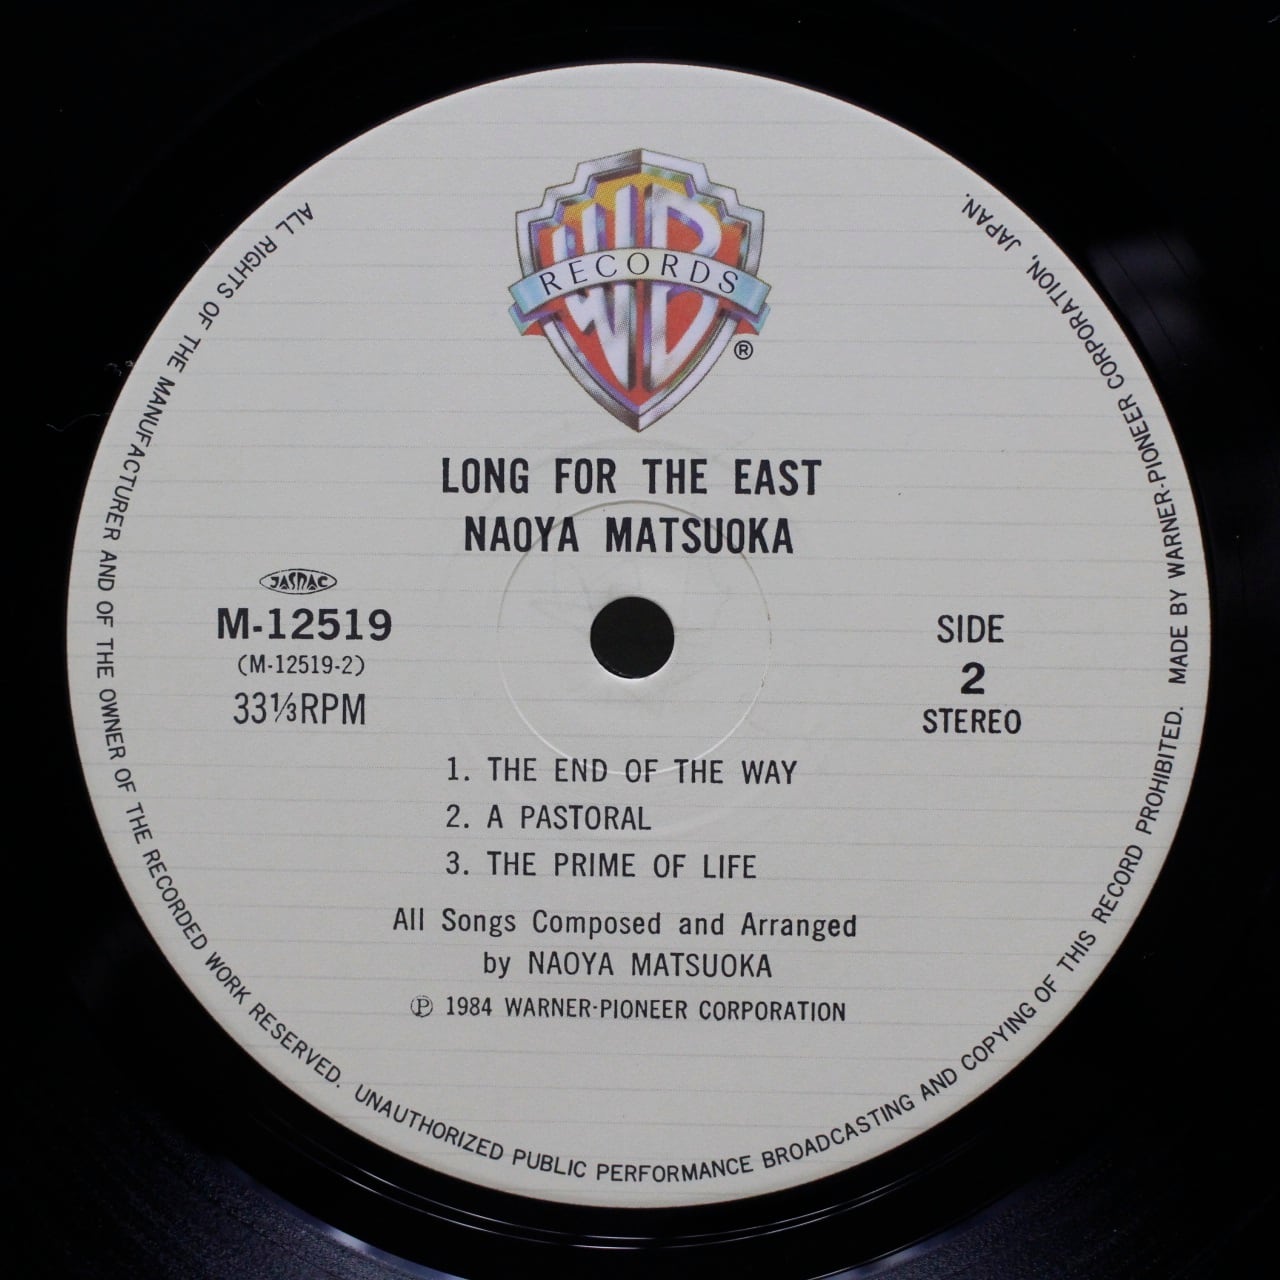 WB
RECORDS
®
LONG FOR THE EAST
NAOYA MATSUOKA
JASRAC
M-12519
(M-12519-2)
33⅓RPM
SIDE
2
STEREO
1. THE END OF THE WAY
2. A PASTORAL
3. THE PRIME OF LIFE
All Songs Composed and Arranged
by NAOYA MATSUOKA
Ⓟ 1984 WARNER-PIONEER CORPORATION
ALL RIGHTS OF THE MANUFACTURER AND OF THE OWNER OF THE RECORDED WORK RESERVED. UNAUTHORIZED PUBLIC PERFORMANCE BROADCASTING AND COPYING OF THIS RECORD PROHIBITED. MADE BY WARNER-PIONEER CORPORATION, JAPAN.